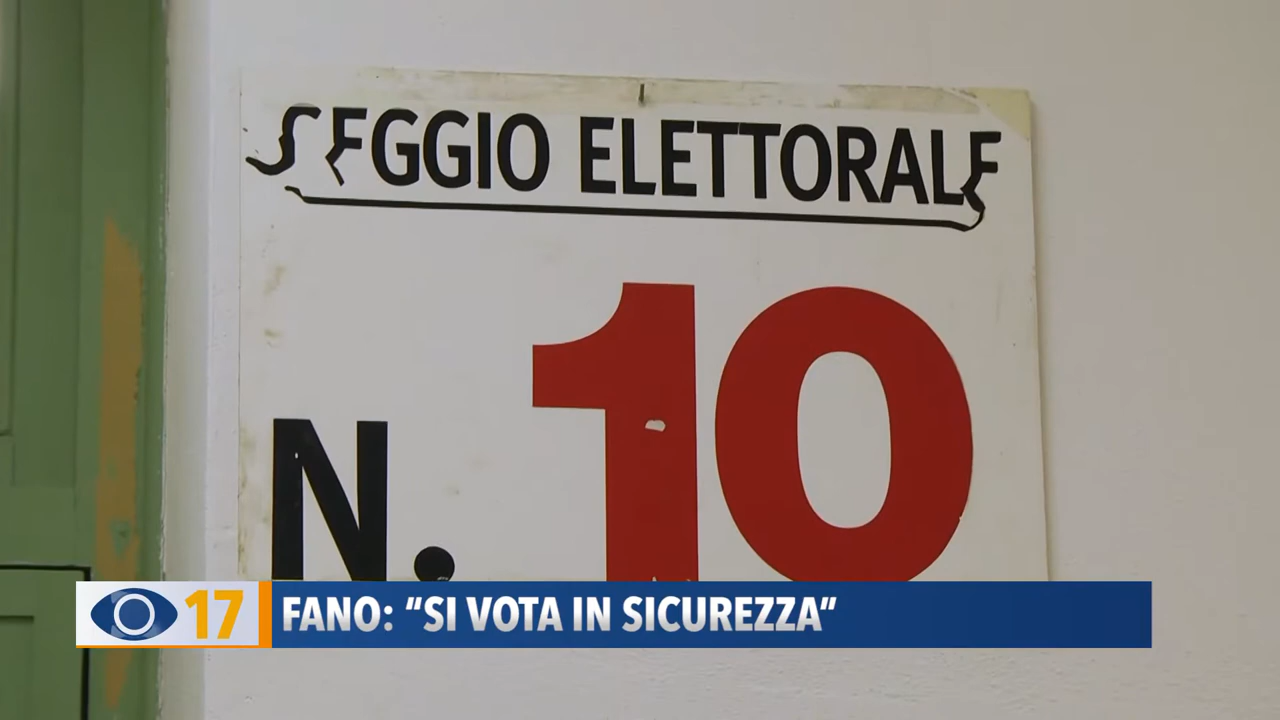 SEGGIO ELETTORALE
N. 10
17 FANO: “SI VOTA IN SICUREZZA“